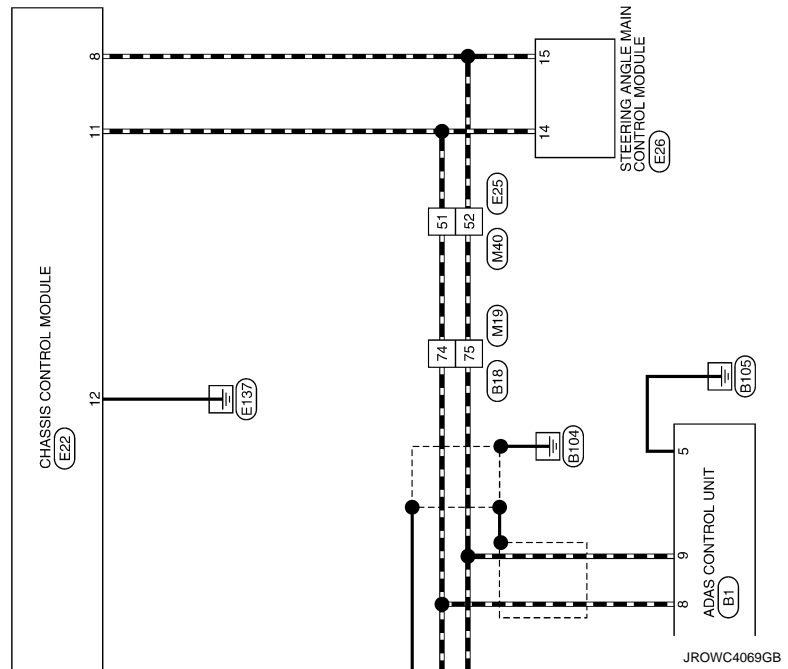 CHASSIS CONTROL MODULE
E22
8
11
12
E137
15
14
STEERING ANGLE MAIN
CONTROL MODULE
E26
51
52
E25
M40
74
75
M19
B18
B104
B105
5
9
8
ADAS CONTROL UNIT
B1
JROWC4069GB